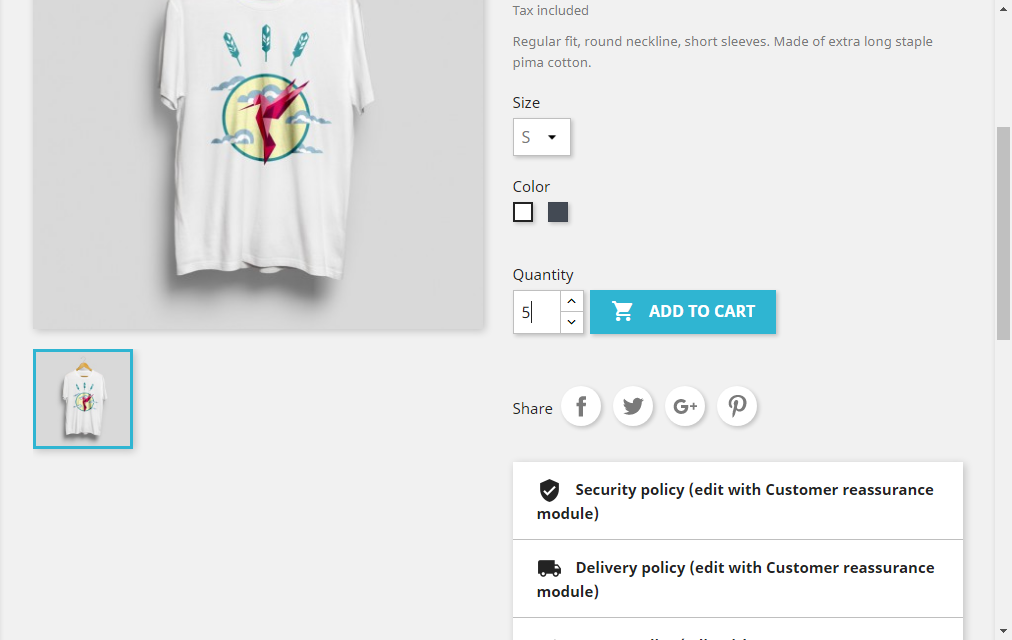 Tax included
Regular fit, round neckline, short sleeves. Made of extra long staple
pima cotton.
Size
S
Color
Quantity
5
ADD TO CART
Share
Security policy (edit with Customer reassurance
module)
Delivery policy (edit with Customer reassurance
module)